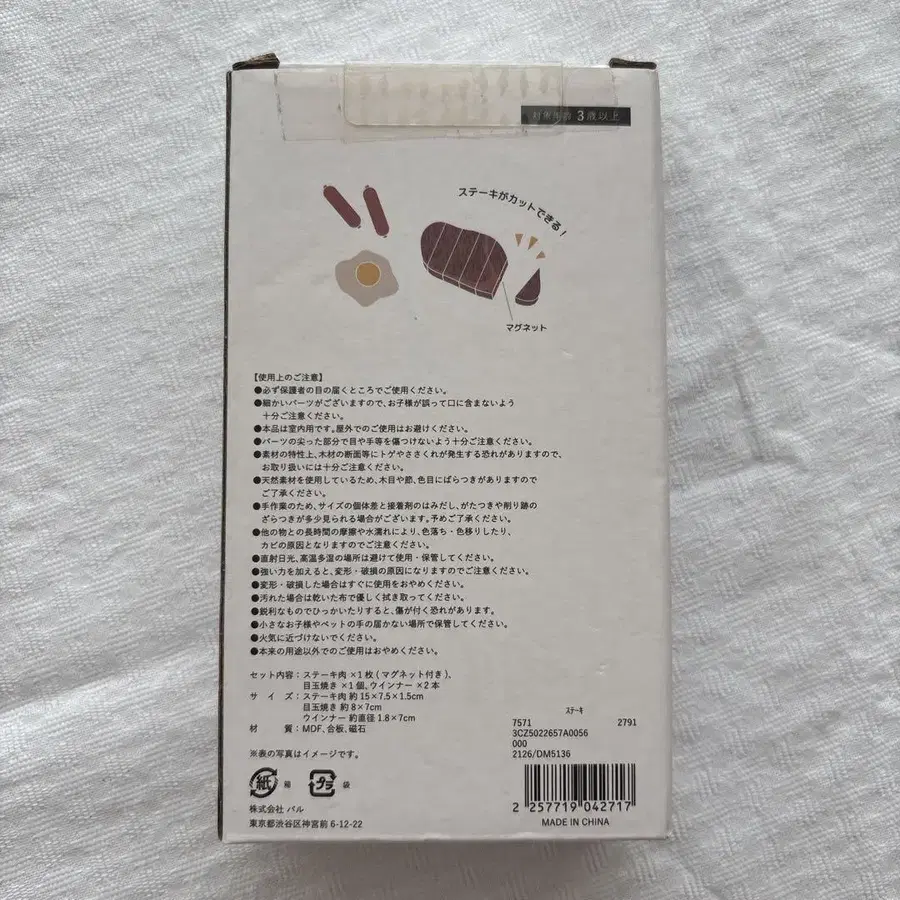 対象年齢 3歳以上
ステーキがカットできる!
マグネット
【使用上のご注意】
●必ず保護者の目の届くところでご使用ください。
●細かいパーツがございますので、お子様が誤って口に含まないよう
十分ご注意ください。
●本品は室内用です。屋外でのご使用はお避けください。
●パーツの尖った部分で目や手等を傷つけないよう十分ご注意ください。
●素材の特性上、木材の断面等にトゲやささくれが発生する恐れがありますので、
お取り扱いには十分ご注意ください。
●天然素材を使用しているため、木目や節、色目にばらつきがありますので
ご了承ください。
●手作業のため、サイズの個体差と接着剤のはみだし、がたつきや削り跡の
ざらつきが多少見られる場合がございます。予めご了承ください。
●他の物との長時間の摩擦や水濡れにより、色落ち・色移りしたり、
カビの原因となりますのでご注意ください。
●直射日光、高温多湿の場所は避けて使用・保管してください。
●強い力を加えると、変形・破損の原因になりますのでご注意ください。
●変形・破損した場合はすぐに使用をおやめください。
●汚れた場合は乾いた布で優しく拭き取ってください。
●鋭利なものでひっかいたりすると、傷が付く恐れがあります。
●小さなお子様やペットの手の届かない場所で保管してください。
●火気に近づけないでください。
●本来の用途以外でのご使用はおやめください。
セット内容:ステーキ肉 ×1枚(マグネット付き)、
目玉焼き ×1個、ウインナー ×2本
サイズ:ステーキ肉 約15×7.5×1.5cm
目玉焼き 約8×7cm
ウインナー 約直径1.8×7cm
材質:MDF、合板、磁石
※表の写真はイメージです。
紙 箱 プラ 袋
株式会社 パル
東京都渋谷区神宮前 6-12-22
ステーキ
7571 2791
3CZ5022657A0056
000
2126/DM5136
2 257719 042717
MADE IN CHINA